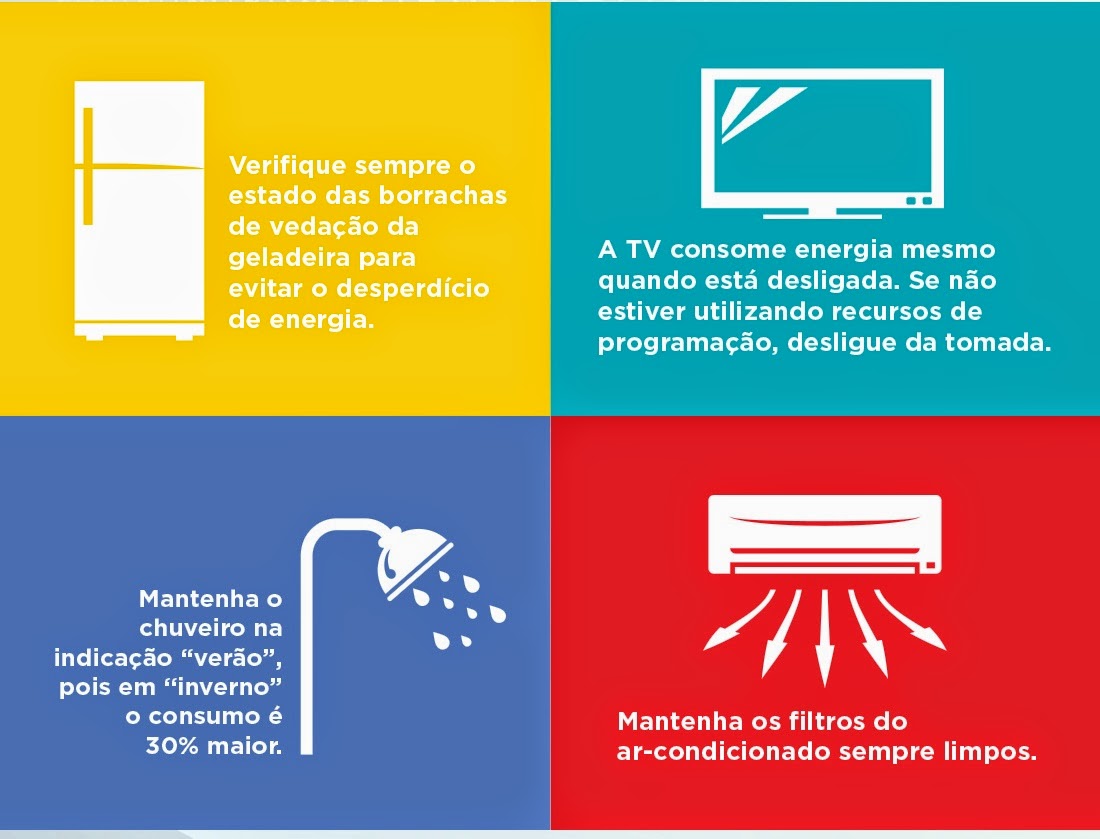 Verifique sempre o
estado das borrachas
de vedação da
geladeira para
evitar o desperdício
de energia.
A TV consome energia mesmo
quando está desligada. Se não
estiver utilizando recursos de
programação, desligue da tomada.
Mantenha o
chuveiro na
indicação “verão”,
pois em “inverno”
o consumo é
30% maior.
Mantenha os filtros do
ar-condicionado sempre limpos.